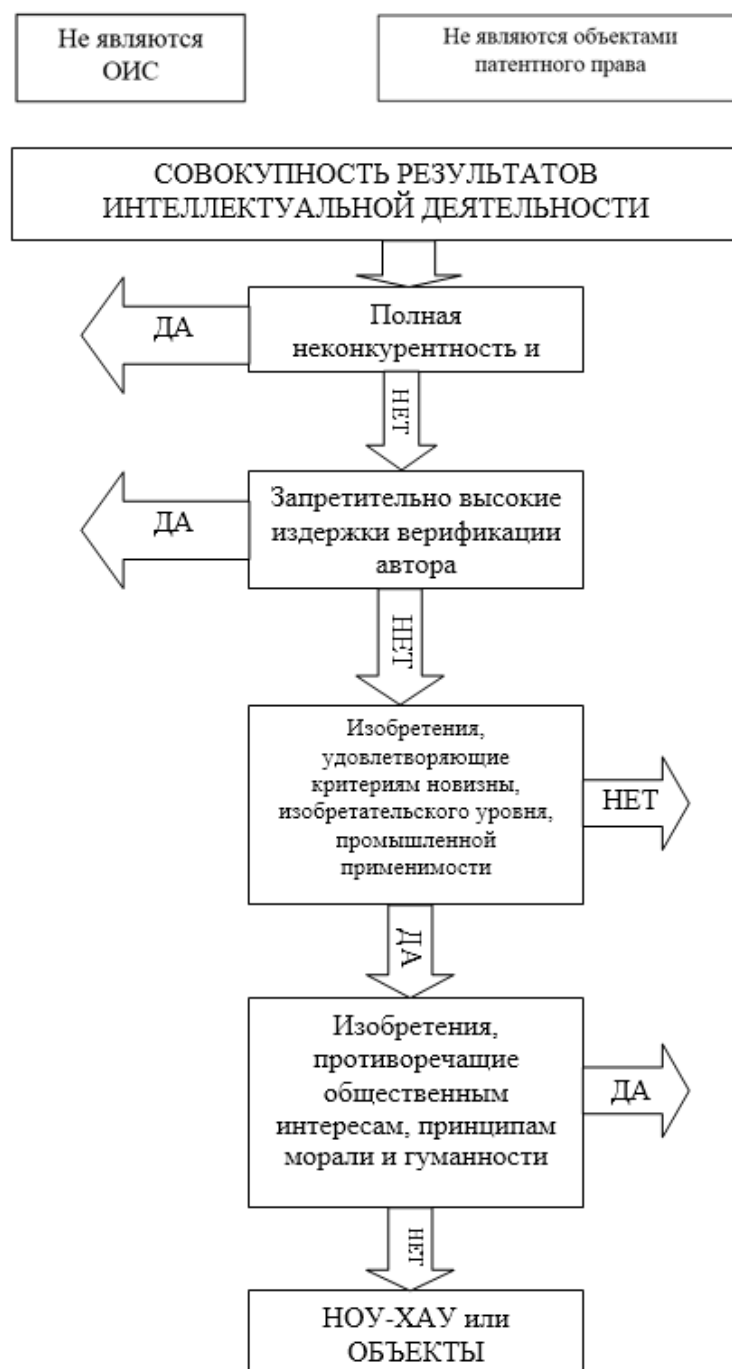 Не являются
ОИС
Не являются объектами
патентного права
СОВОКУПНОСТЬ РЕЗУЛЬТАТОВ
ИНТЕЛЛЕКТУАЛЬНОЙ ДЕЯТЕЛЬНОСТИ
ДА
Полная
неконкурентность и
НЕТ
ДА
Запретительно высокие
издержки верификации
автора
НЕТ
Изобретения,
удовлетворяющие
критериям новизны,
изобретательского уровня,
промышленной
применимости
НЕТ
ДА
Изобретения,
противоречащие
общественным
интересам, принципам
морали и гуманности
ДА
НЕТ
НОУ-ХАУ или
ОБЪЕКТЫ